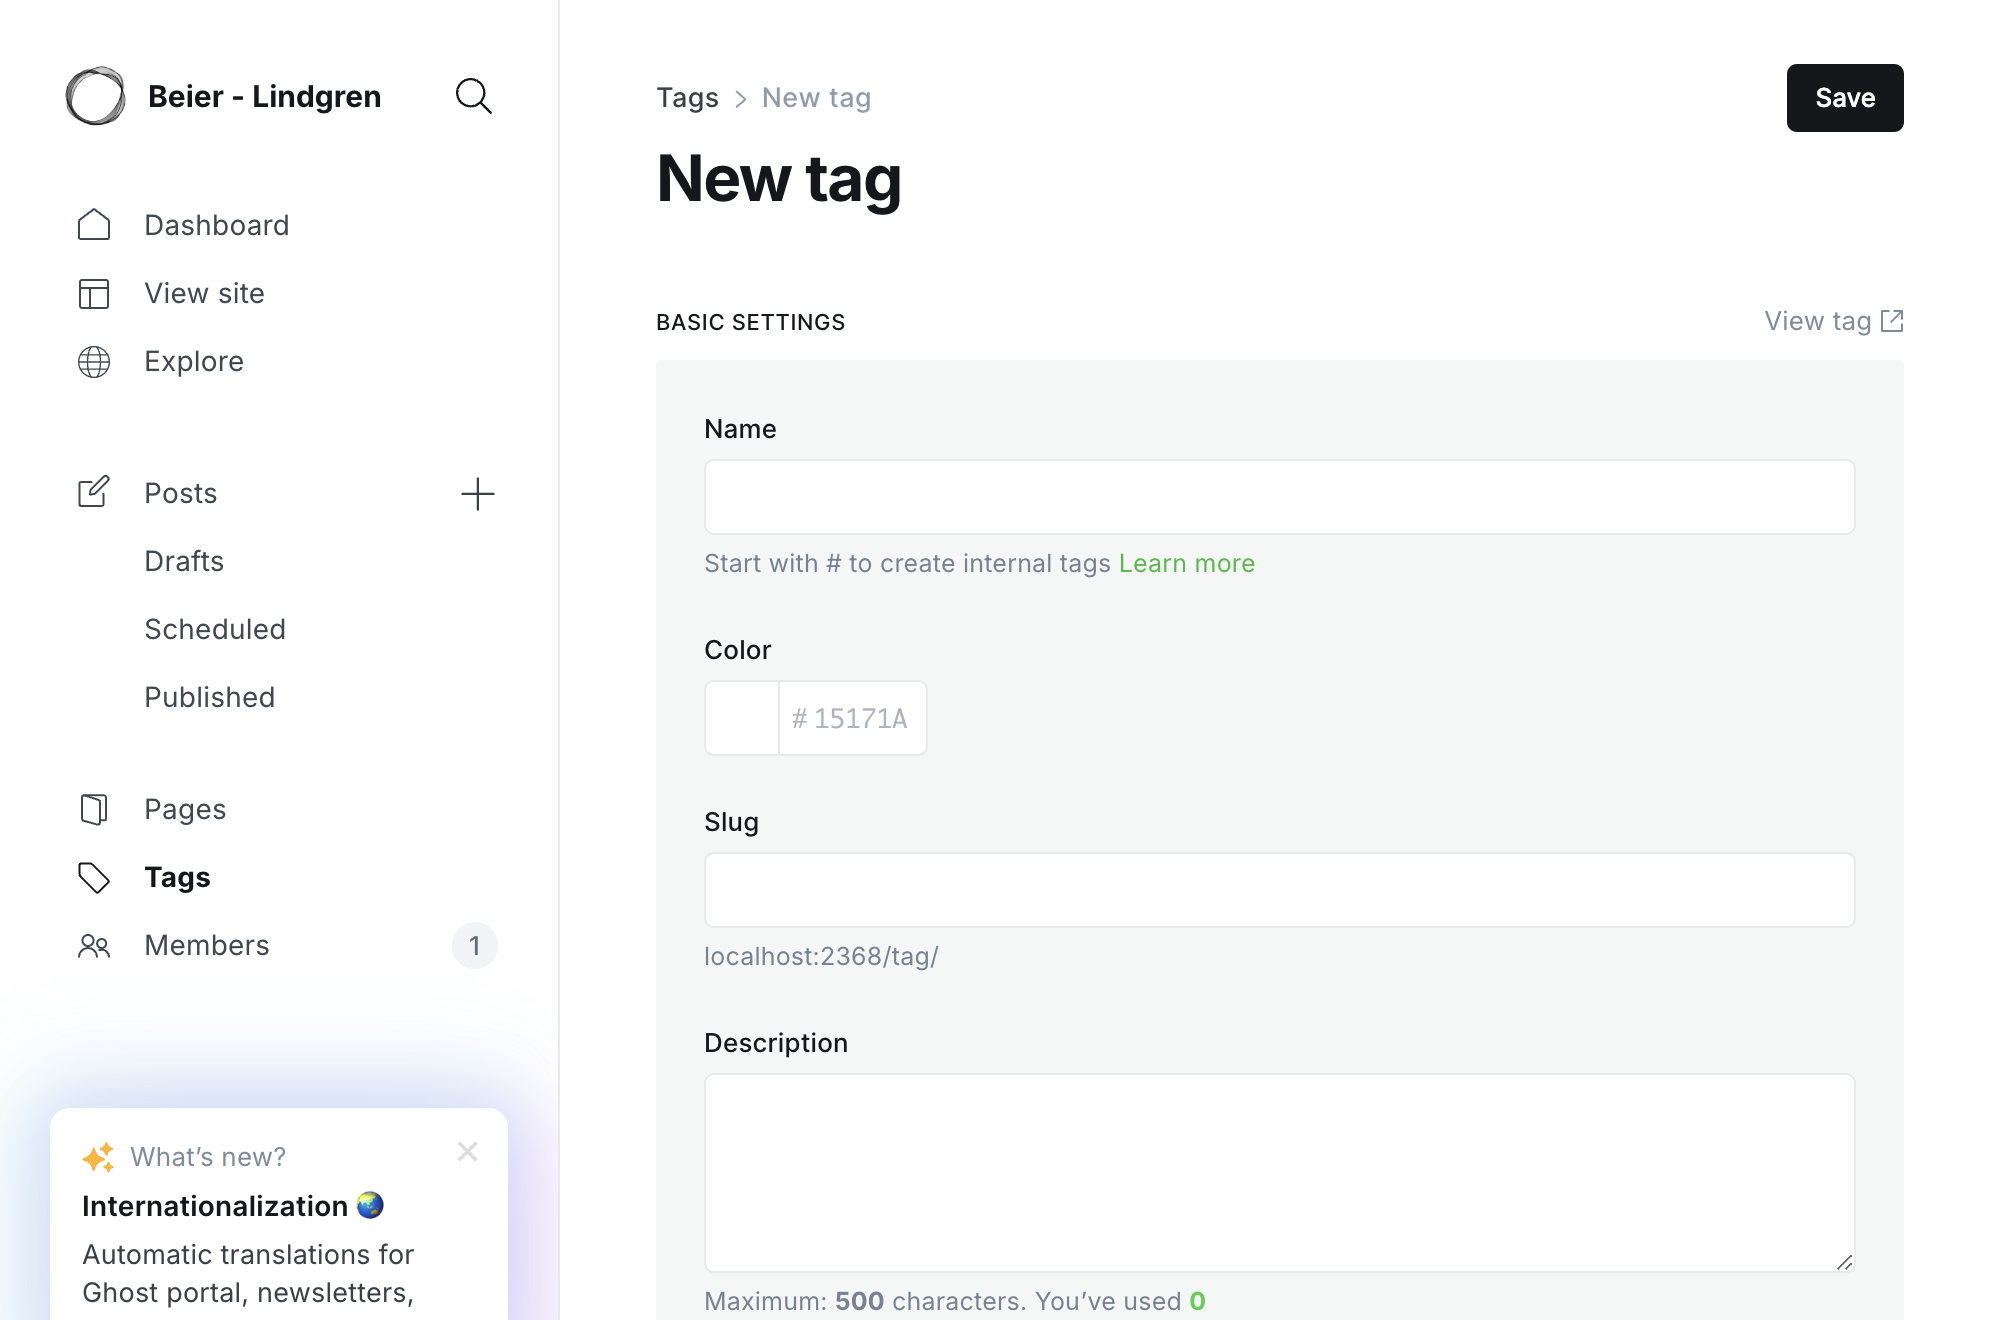 Beier - Lindgren
Dashboard
View site
Explore
Posts
Drafts
Scheduled
Published
Pages
Tags
Members 1
What’s new?
Internationalization 🌏
Automatic translations for
Ghost portal, newsletters,
Tags > New tag
Save
New tag
BASIC SETTINGS
View tag
Name
Start with # to create internal tags Learn more
Color
# 15171A
Slug
localhost:2368/tag/
Description
Maximum: 500 characters. You’ve used 0